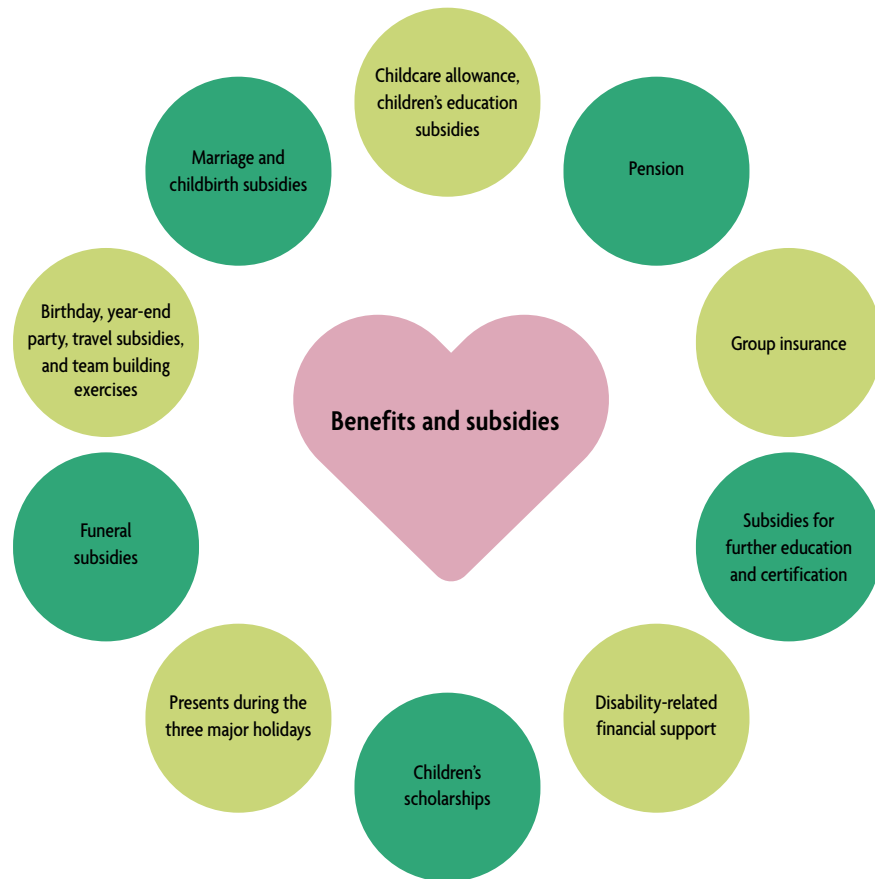 Childcare allowance,
children's education
subsidies
Marriage and
childbirth subsidies
Pension
Birthday, year-end
party, travel subsidies,
and team building
exercises
Group insurance
Benefits and subsidies
Funeral
subsidies
Subsidies for
further education
and certification
Presents during the
three major holidays
Disability-related
financial support
Children's
scholarships